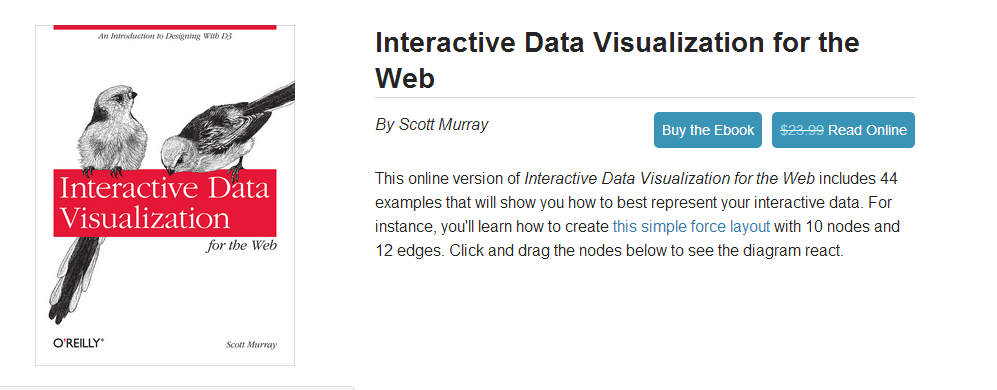 An Introduction to Designing With D3
Interactive Data
Visualization
for the Web
O'REILLY®
Scott Murray
Interactive Data Visualization for the
Web
By Scott Murray
Buy the Ebook
$23.99 Read Online
This online version of Interactive Data Visualization for the Web includes 44
examples that will show you how to best represent your interactive data. For
instance, you'll learn how to create this simple force layout with 10 nodes and
12 edges. Click and drag the nodes below to see the diagram react.